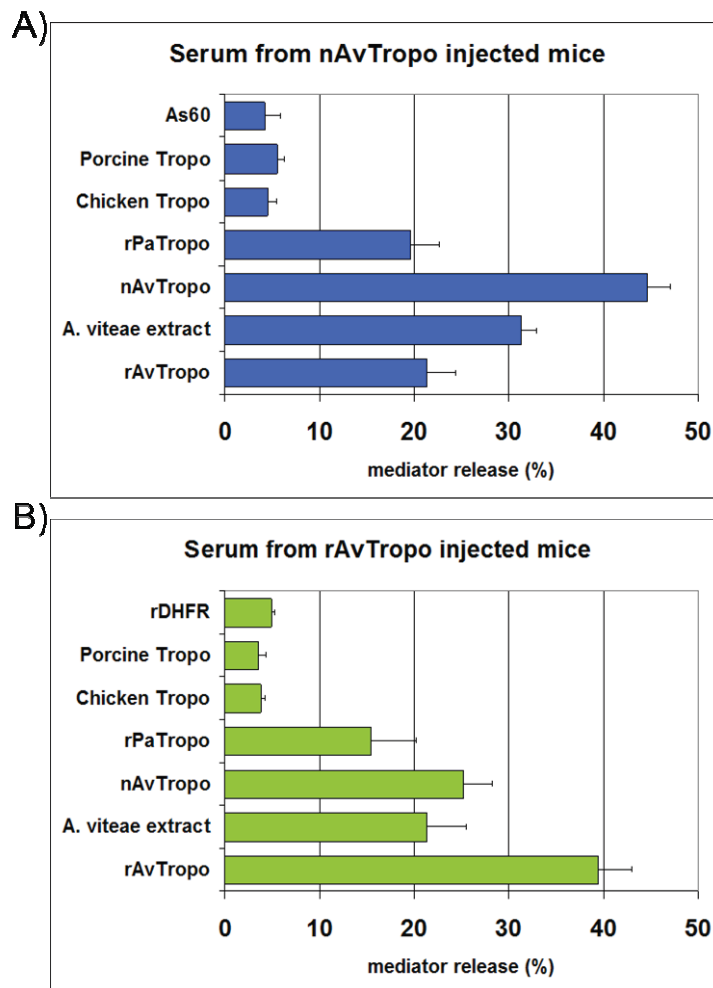 A)
Serum from nAvTropo injected mice
As60
Porcine Tropo
Chicken Tropo
rPaTropo
nAvTropo
A. viteae extract
rAvTropo
0 10 20 30 40 50
mediator release (%)
B)
Serum from rAvTropo injected mice
rDHFR
Porcine Tropo
Chicken Tropo
rPaTropo
nAvTropo
A. viteae extract
rAvTropo
0 10 20 30 40 50
mediator release (%)